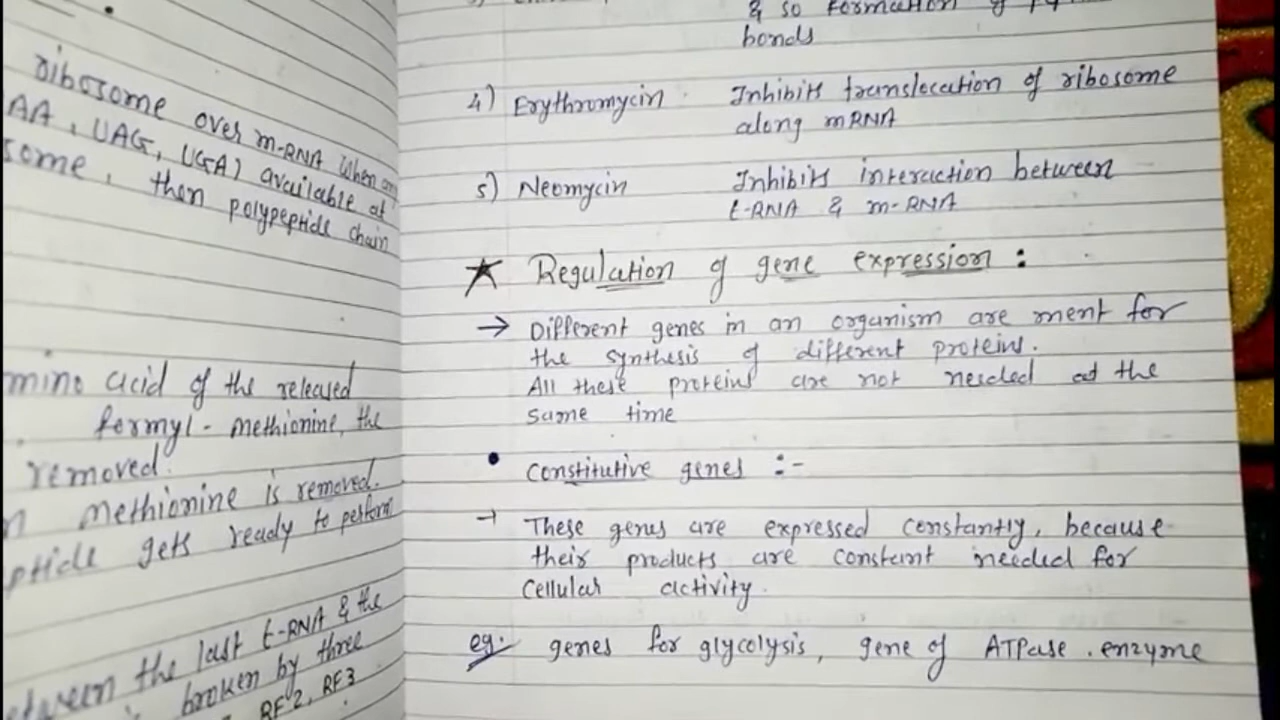 ribosome over m-RNA when
AA, UAG, UGA) available at
some, then polypeptide chain
mino acid of the released
formyl - methionine, the
removed.
methionine is removed.
ptide gets ready to perform
etween the last t-RNA & the
broken by three
RF2, RF3
& so formation of
bonds
4) Erythromycin Inhibits translocation of ribosome
along mRNA
5) Neomycin Inhibits interaction between
t-RNA & m-RNA
★ Regulation of gene expression :
→ Different genes in an organism are ment for
the synthesis of different proteins.
All these proteins are not needed at the
same time
• Constitutive genes :-
→ These genes are expressed constantly, because
their products are constant needed for
cellular activity.
eg. genes for glycolysis, gene of ATPase . enzyme